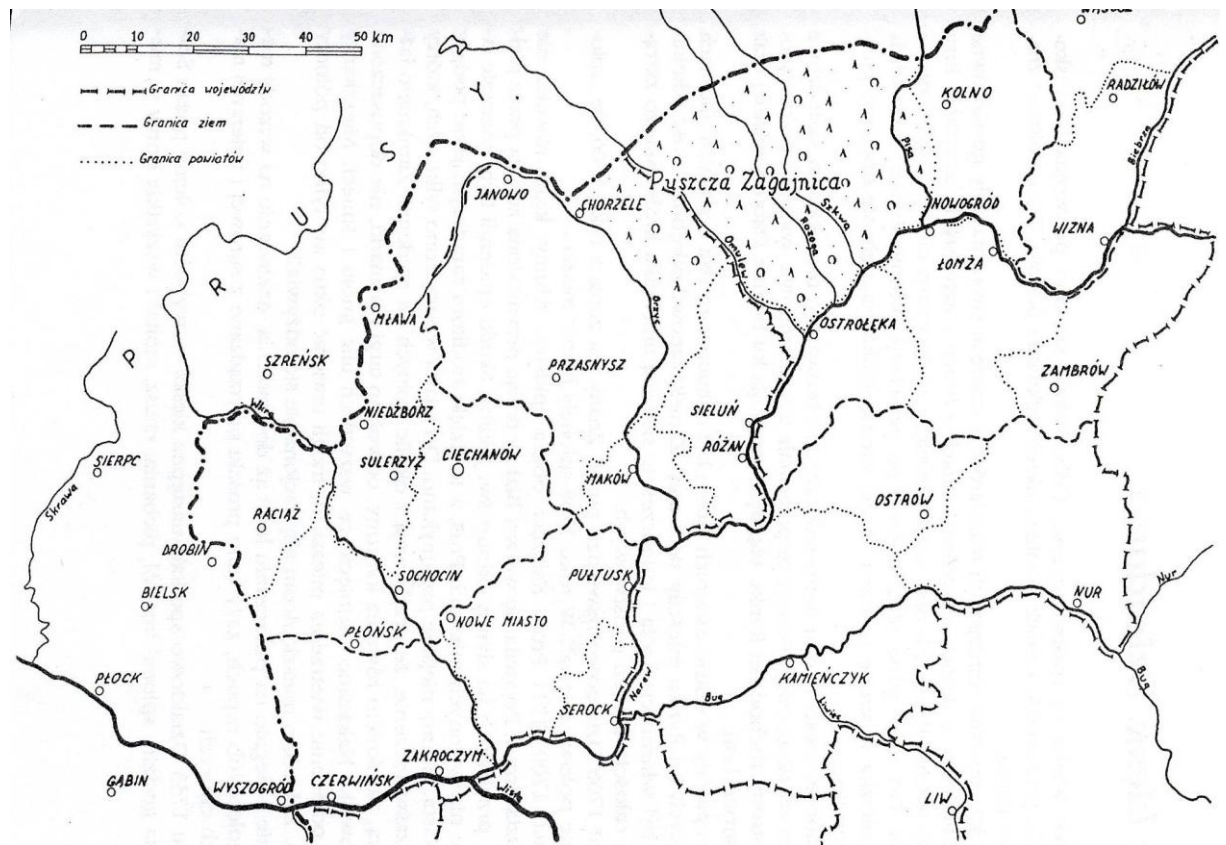 0 10 20 30 40 50 km
Granica województw
Granica ziem
Granica powiatów
P R U S Y
KOLNO
RADZIŁÓW
Biebrza
Pisa
JANOWO
CHORZELE
Puszcza Zagajnica
Szkwa
Rozoga
Omulew
NOWOGRÓD
WIZNA
ŁOMŻA
MŁAWA
Orzyc
OSTROŁĘKA
SZREŃSK
PRZASNYSZ
ZAMBRÓW
Wkra
NIEDZBÓRZ
SIELUŃ
SIERPC
SULERZYŻ
CIECHANÓW
RÓŻAN
MAKÓW
Skrawa
RACIĄŻ
OSTRÓW
DROBIN
SOCHOCIN
PUŁTUSK
BIELSK
NUR
Nur
NOWE MIASTO
PŁOŃSK
Narew
Bug
KAMIEŃCZYK
Bug
PŁOCK
SEROCK
Liwiec
ZAKROCZYM
GĄBIN
WYSZOGRÓD
CZERWIŃSK
Wisła
LIW